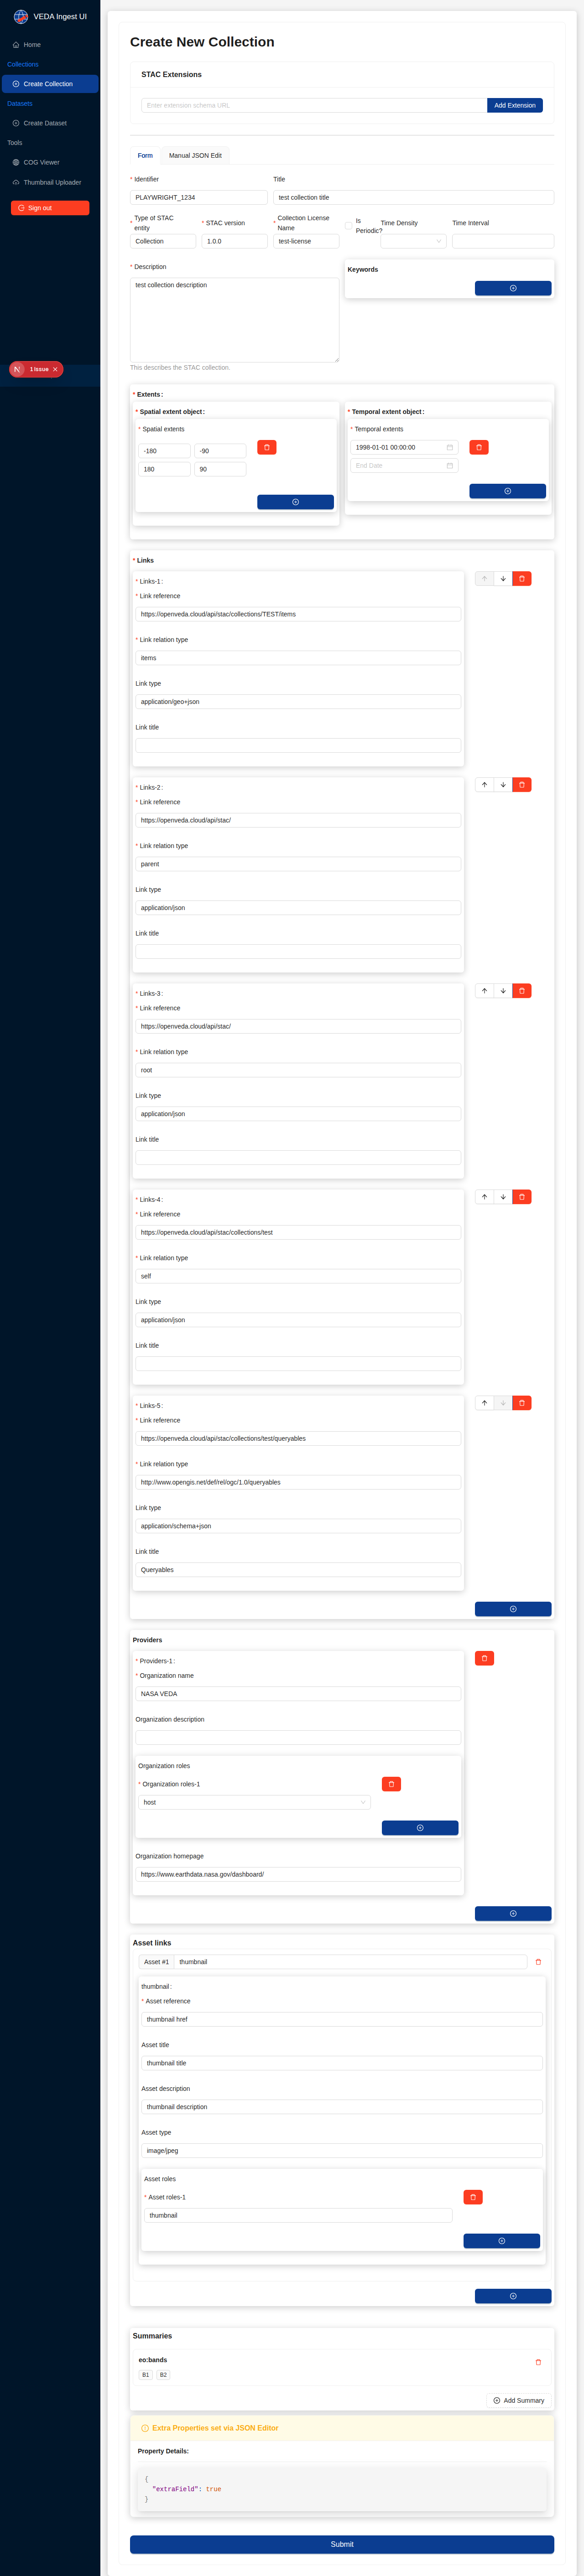 VEDA Ingest UI
Home
Collections
Create Collection
Datasets
Create Dataset
Tools
COG Viewer
Thumbnail Uploader
Sign out
N
1 Issue
Create New Collection
STAC Extensions
Enter extension schema URL
Add Extension
Form
Manual JSON Edit
* Identifier
Title
PLAYWRIGHT_1234
test collection title
* Type of STAC entity
* STAC version
* Collection License Name
Is Periodic?
Time Density
Time Interval
Collection
1.0.0
test-license
* Description
test collection description
This describes the STAC collection.
Keywords
* Extents :
* Spatial extent object :
* Spatial extents
-180
-90
180
90
* Temporal extent object :
* Temporal extents
1998-01-01 00:00:00
End Date
* Links
* Links-1 :
* Link reference
https://openveda.cloud/api/stac/collections/TEST/items
* Link relation type
items
Link type
application/geo+json
Link title
* Links-2 :
* Link reference
https://openveda.cloud/api/stac/
* Link relation type
parent
Link type
application/json
Link title
* Links-3 :
* Link reference
https://openveda.cloud/api/stac/
* Link relation type
root
Link type
application/json
Link title
* Links-4 :
* Link reference
https://openveda.cloud/api/stac/collections/test
* Link relation type
self
Link type
application/json
Link title
* Links-5 :
* Link reference
https://openveda.cloud/api/stac/collections/test/queryables
* Link relation type
http://www.opengis.net/def/rel/ogc/1.0/queryables
Link type
application/schema+json
Link title
Queryables
Providers
* Providers-1 :
* Organization name
NASA VEDA
Organization description
Organization roles
* Organization roles-1
host
Organization homepage
https://www.earthdata.nasa.gov/dashboard/
Asset links
Asset #1
thumbnail
thumbnail :
* Asset reference
thumbnail href
Asset title
thumbnail title
Asset description
thumbnail description
Asset type
image/jpeg
Asset roles
* Asset roles-1
thumbnail
Summaries
eo:bands
B1 B2
Add Summary
Extra Properties set via JSON Editor
Property Details:
{
"extraField": true
}
Submit